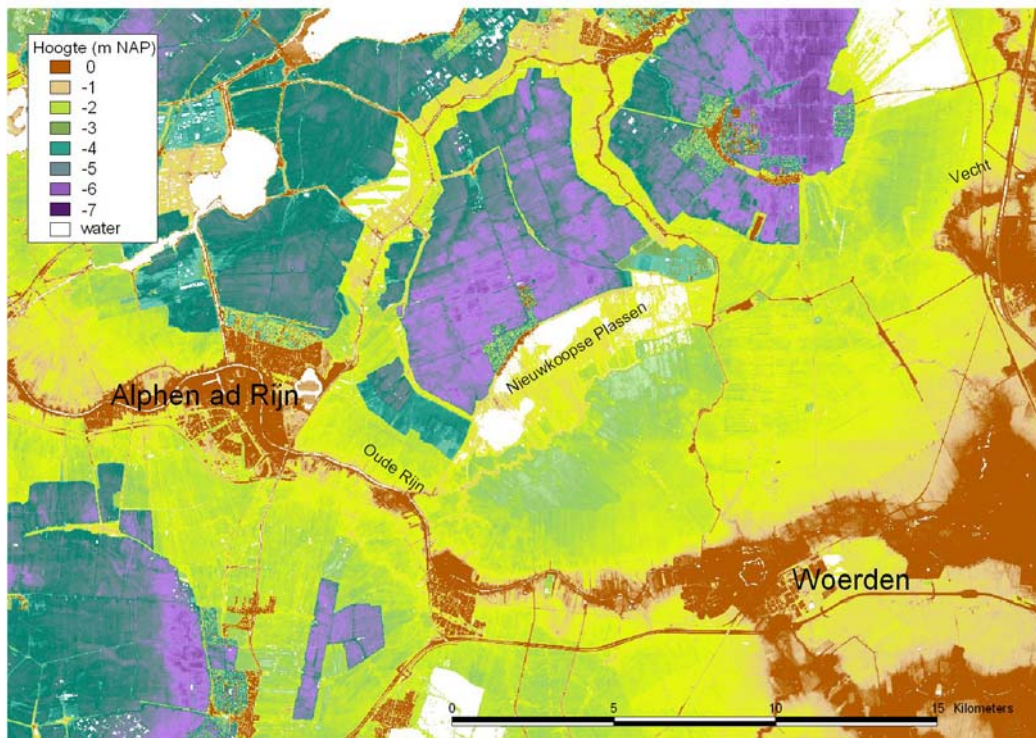 Hoogte (m NAP)
0
-1
-2
-3
-4
-5
-6
-7
water
Vecht
Nieuwkoopse Plassen
Alphen ad Rijn
Oude Rijn
Woerden
0 5 10 15 Kilometers